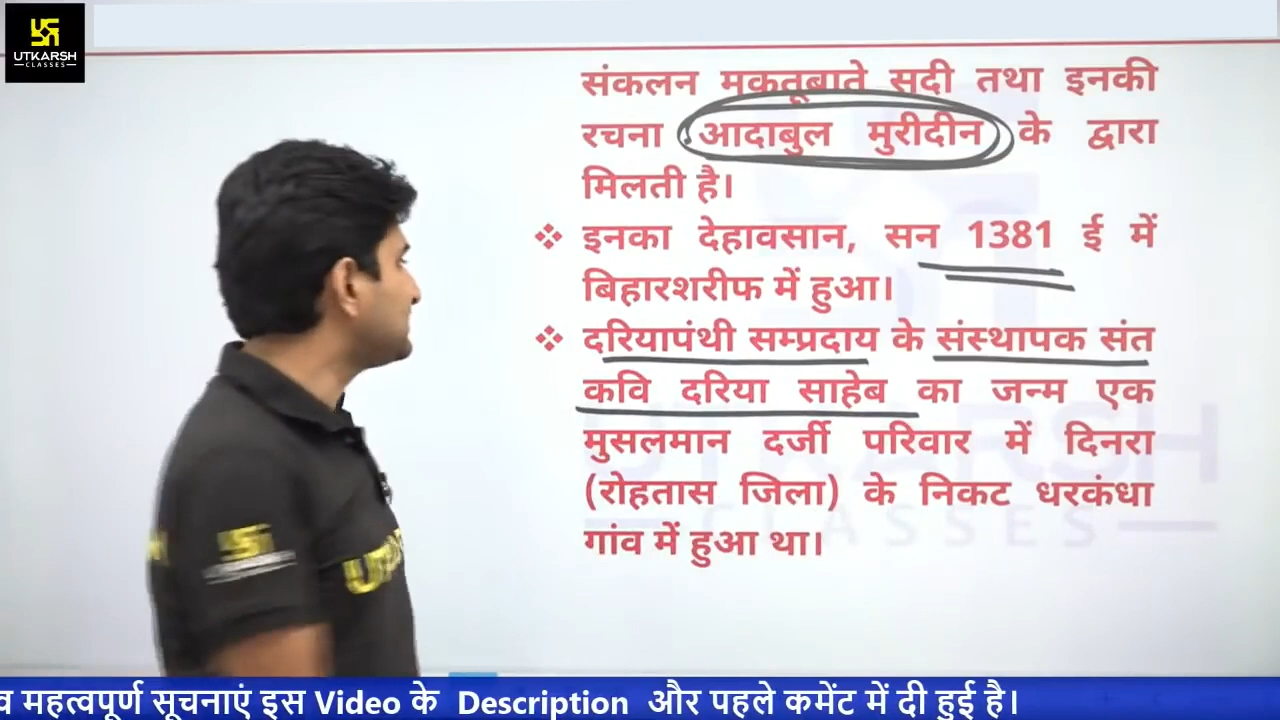 UTKARSH
CLASSES
संकलन मकतूबाते सदी तथा इनकी
रचना आदाबुल मुरीदीन के द्वारा
मिलती है।
❖ इनका देहावसान, सन 1381 ई में
बिहारशरीफ में हुआ।
❖ दरियापंथी सम्प्रदाय के संस्थापक संत
कवि दरिया साहेब का जन्म एक
मुसलमान दर्जी परिवार में दिनरा
(रोहतास जिला) के निकट धरकंधा
गांव में हुआ था।
UTKARSH
CLASSES
व महत्वपूर्ण सूचनाएं इस Video के Description और पहले कमेंट में दी हुई है।